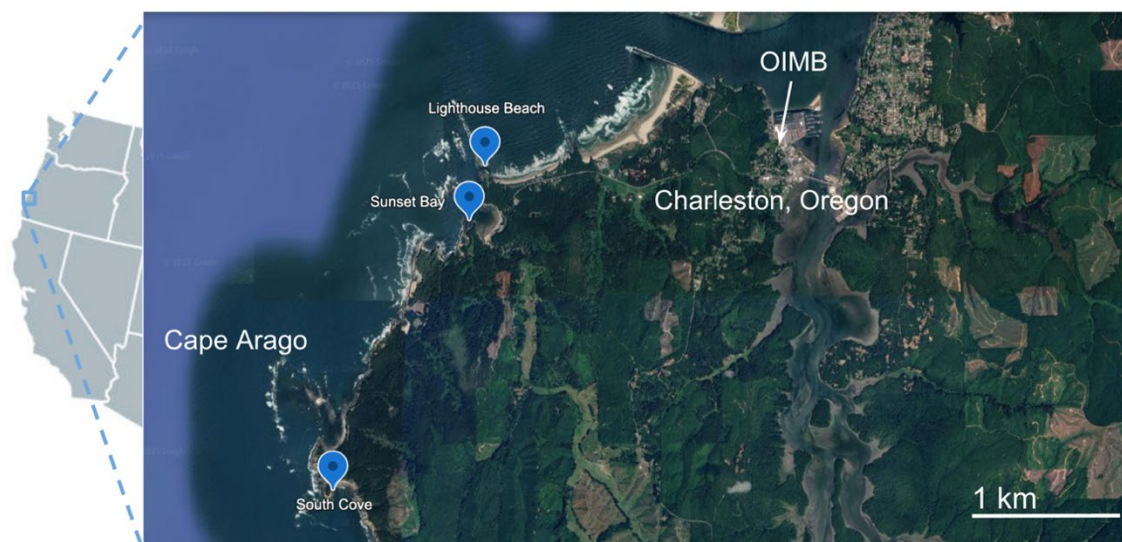 OIMB
Lighthouse Beach
Sunset Bay
Charleston, Oregon
Cape Arago
South Cove
1 km